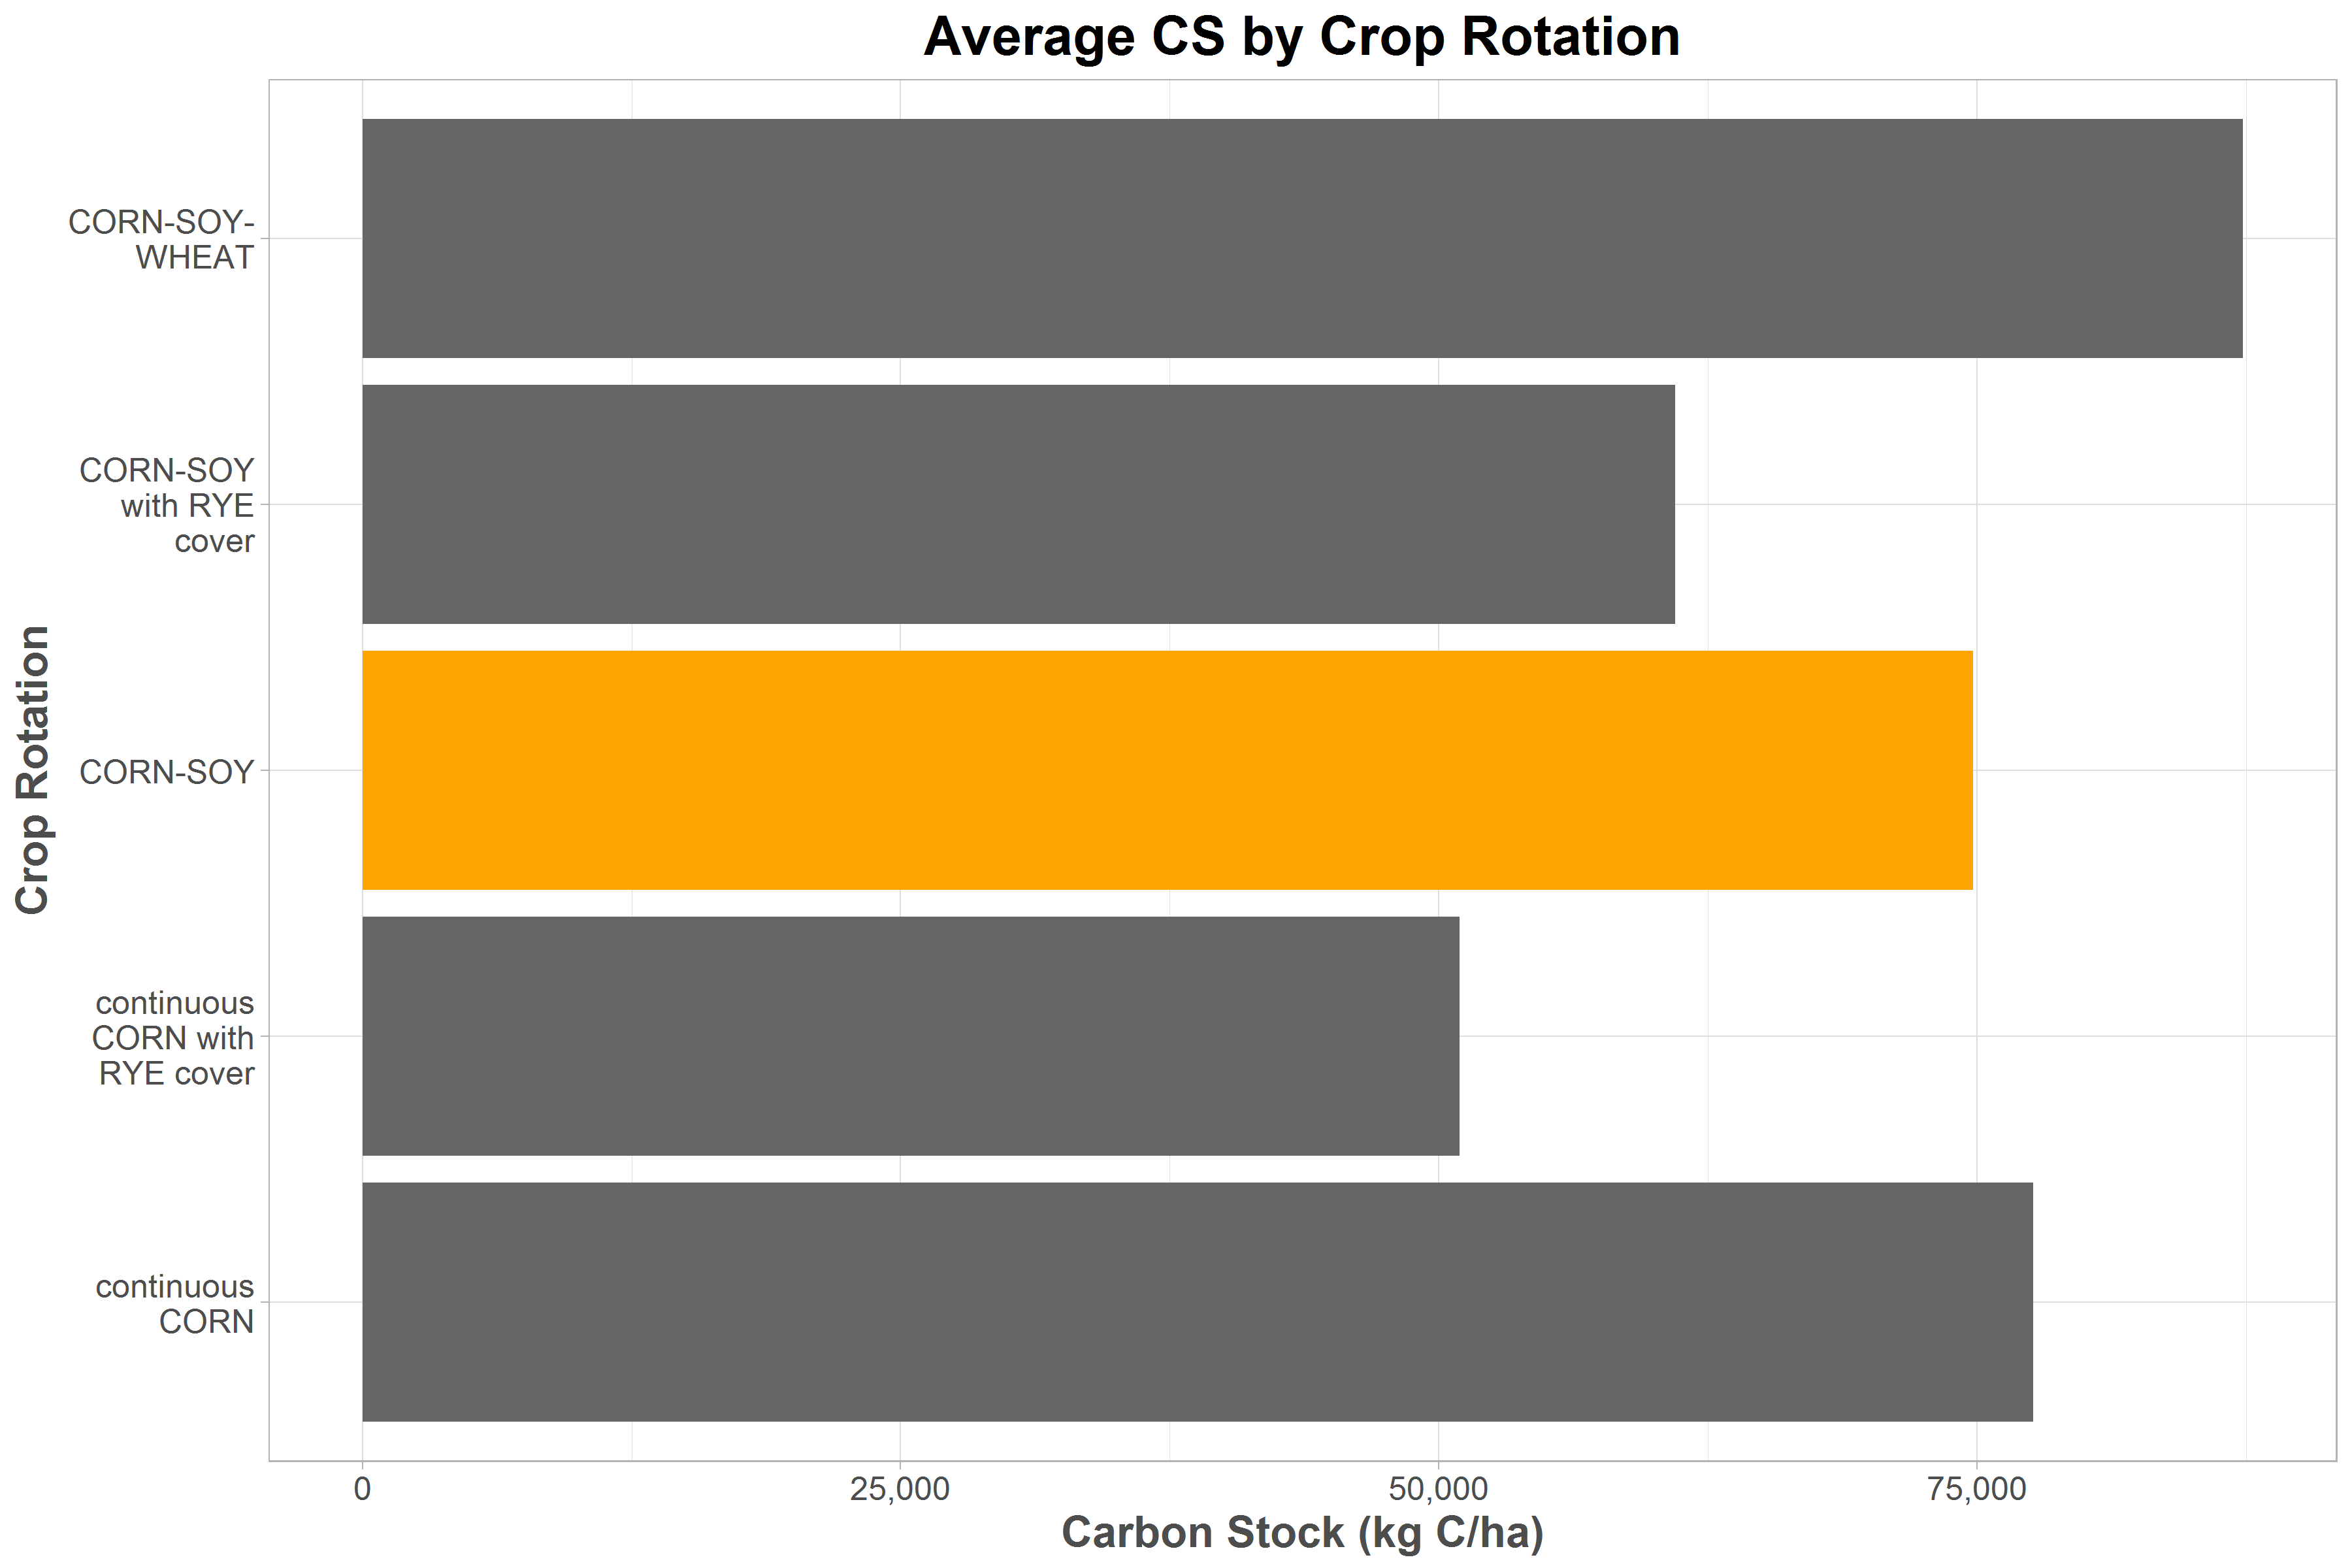 Average CS by Crop Rotation
Crop Rotation
CORN-SOY-
WHEAT
CORN-SOY
with RYE
cover
CORN-SOY
continuous
CORN with
RYE cover
continuous
CORN
0
25,000
50,000
75,000
Carbon Stock (kg C/ha)